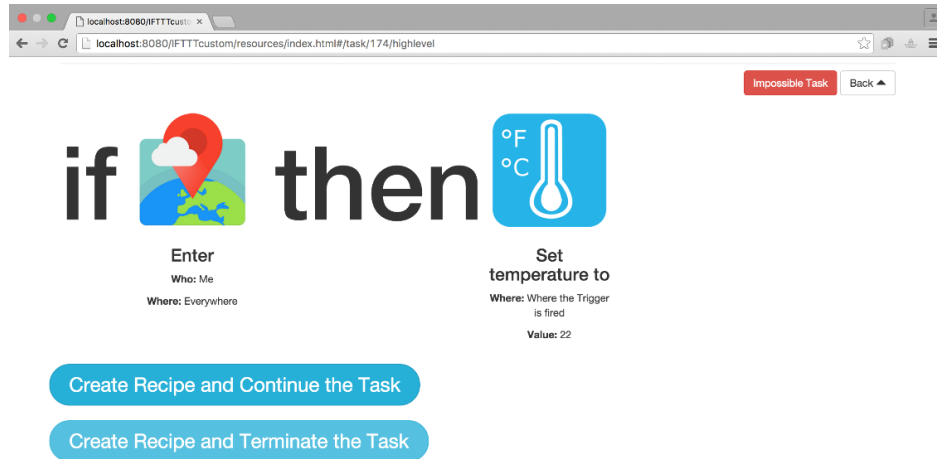 localhost:8080/IFTTTcusto
localhost:8080/IFTTTcustom/resources/index.html#/task/174/highlevel
Impossible Task
Back
if
then
°F
°C
Enter
Who: Me
Where: Everywhere
Set
temperature to
Where: Where the Trigger
is fired
Value: 22
Create Recipe and Continue the Task
Create Recipe and Terminate the Task